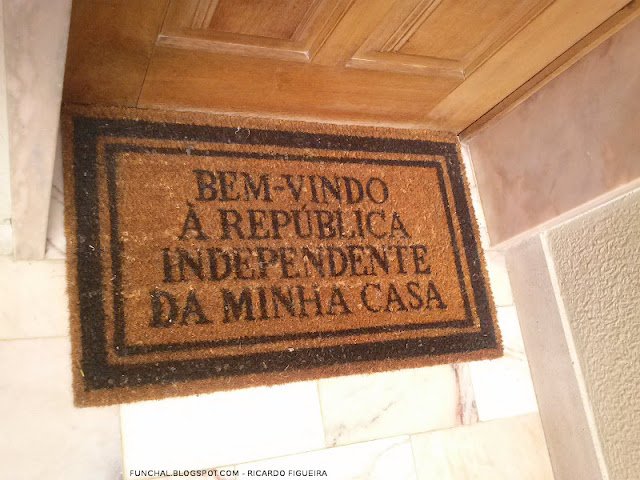 BEM-VINDO
À REPÚBLICA
INDEPENDENTE
DA MINHA CASA
FUNCHAL.BLOGSPOT.COM - RICARDO FIGUEIRA